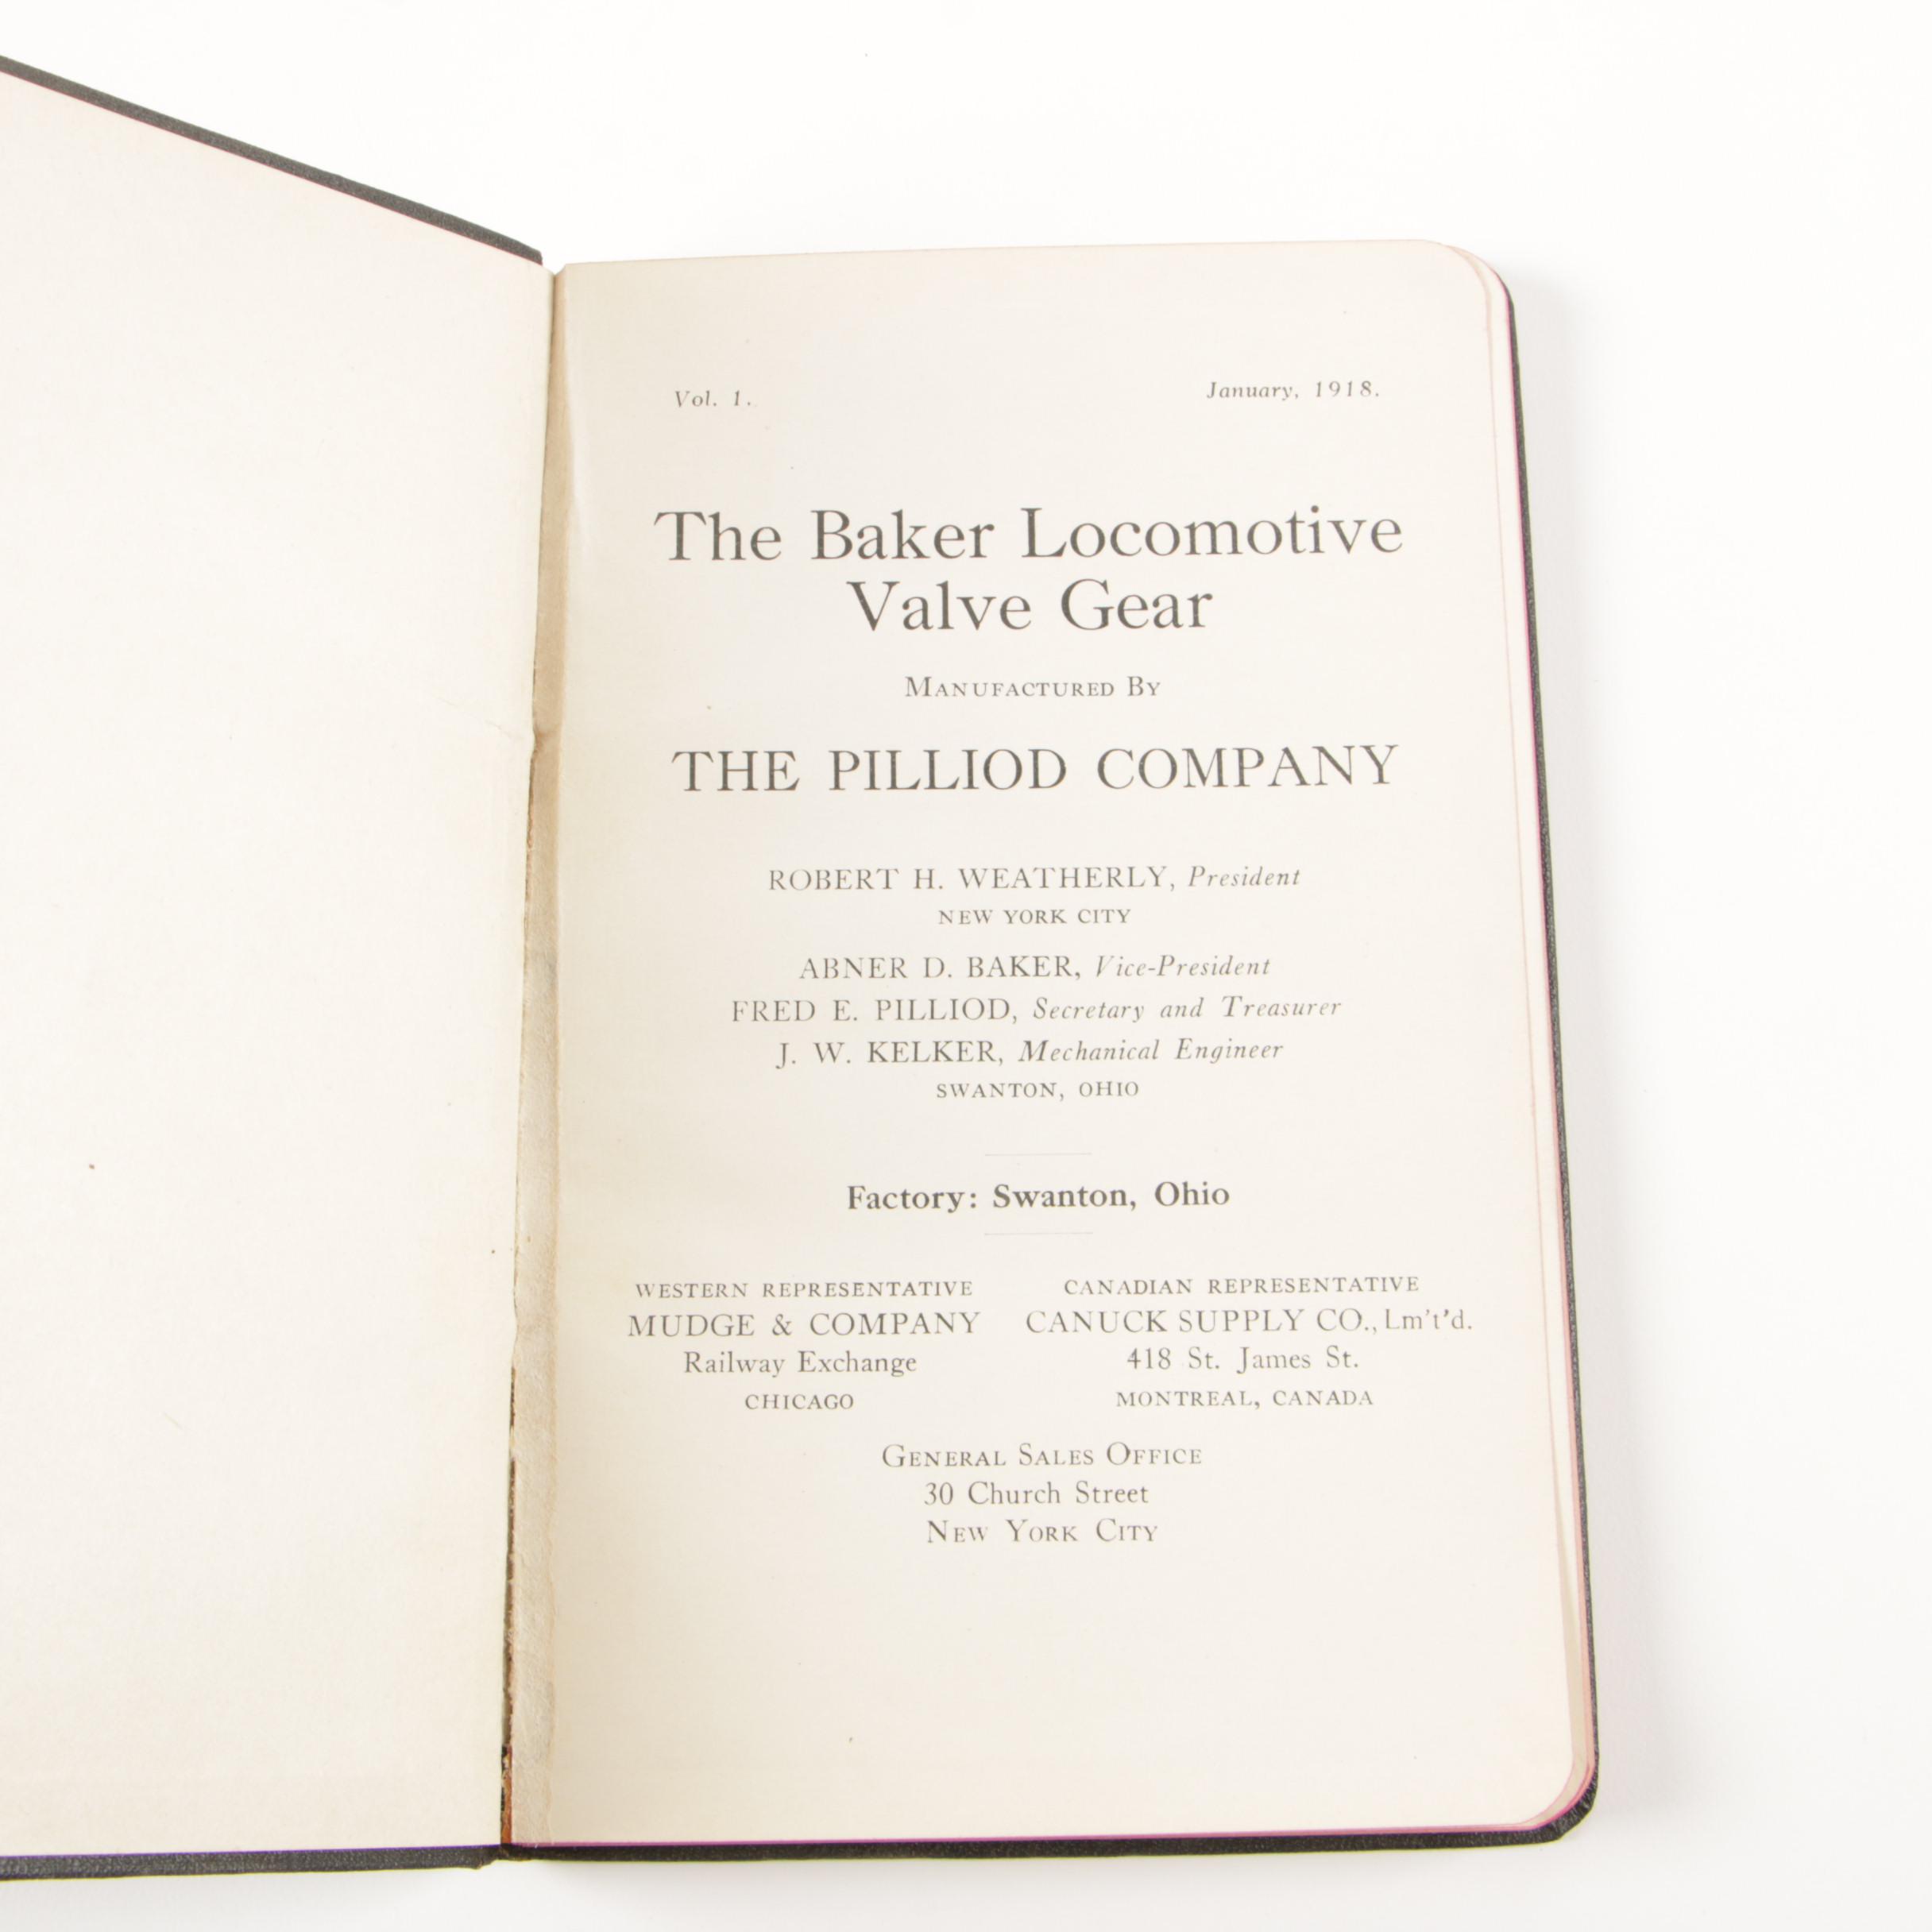 Vol. 1.
January, 1918.
The Baker Locomotive
Valve Gear
MANUFACTURED BY
THE PILLIOD COMPANY
ROBERT H. WEATHERLY, President
NEW YORK CITY
ABNER D. BAKER, Vice-President
FRED E. PILLIOD, Secretary and Treasurer
J. W. KELKER, Mechanical Engineer
SWANTON, OHIO
Factory: Swanton, Ohio
WESTERN REPRESENTATIVE
MUDGE & COMPANY
Railway Exchange
CHICAGO
CANADIAN REPRESENTATIVE
CANUCK SUPPLY CO., Lm't'd.
418 St. James St.
MONTREAL, CANADA
GENERAL SALES OFFICE
30 Church Street
NEW YORK CITY